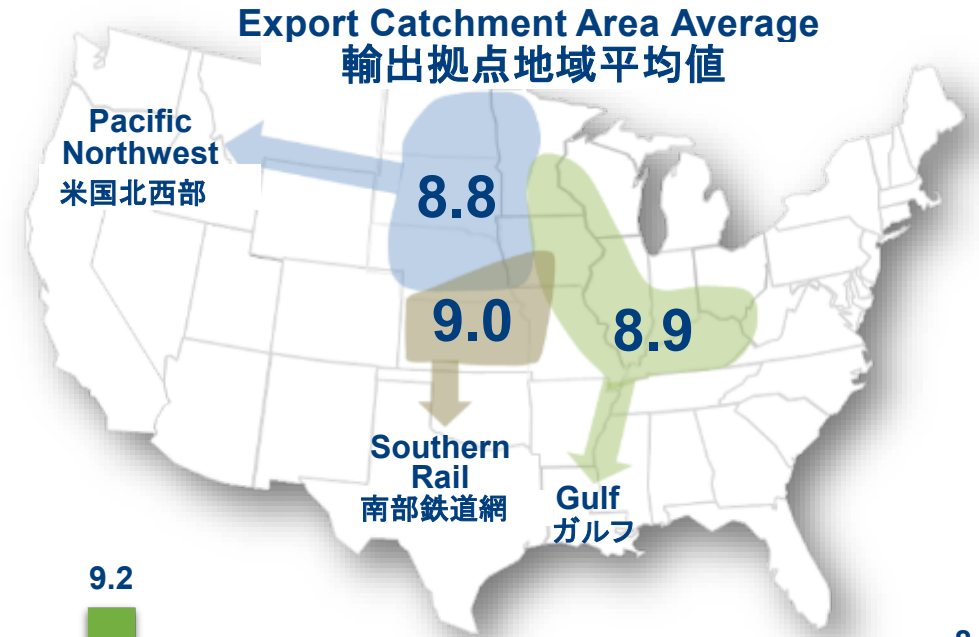 Export Catchment Area Average
輸出拠点地域平均値
Pacific
Northwest
米国北西部
8.8
9.0
8.9
Southern
Rail
南部鉄道網
Gulf
ガルフ
9.2